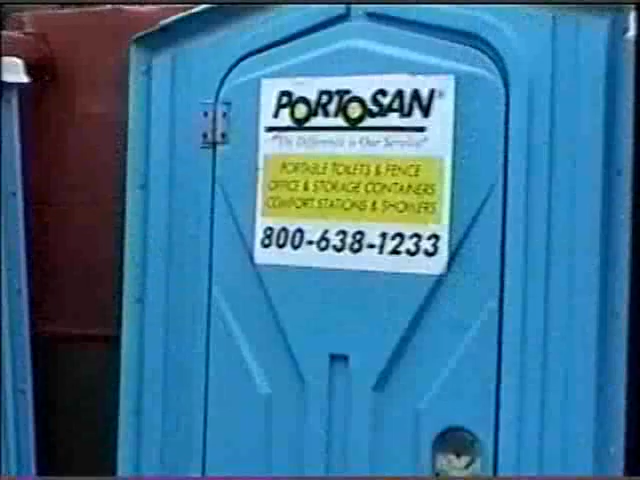 PORTOSAN®
"The Difference is Our Service!"
PORTABLE TOILETS & FENCE
OFFICE & STORAGE CONTAINERS
COMFORT STATIONS & SHOWERS
800-638-1233